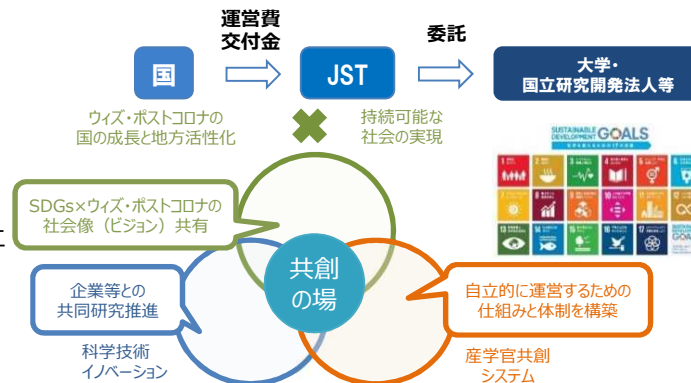 運営費
交付金
委託
国
JST
大学・
国立研究開発法人等
ウィズ・ポストコロナの
国の成長と地方活性化
持続可能な
社会の実現
SUSTAINABLE
DEVELOPMENT GOALS
SDGs×ウィズ・ポストコロナの
社会像（ビジョン）共有
共創
の場
企業等との
共同研究推進
自立的に運営するための
仕組みと体制を構築
科学技術
イノベーション
産学官共創
システム